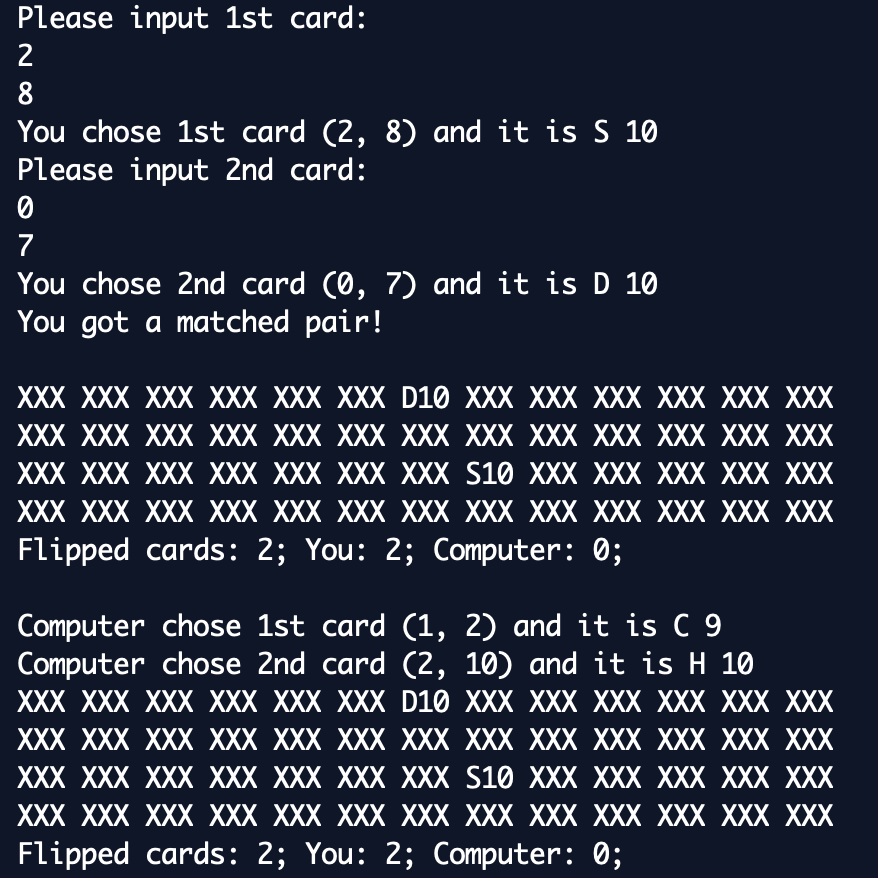 Please input 1st card:
2
8
You chose 1st card (2, 8) and it is S 10
Please input 2nd card:
0
7
You chose 2nd card (0, 7) and it is D 10
You got a matched pair!
XXX XXX XXX XXX XXX XXX D10 XXX XXX XXX XXX XXX XXX
XXX XXX XXX XXX XXX XXX XXX XXX XXX XXX XXX XXX XXX
XXX XXX XXX XXX XXX XXX XXX S10 XXX XXX XXX XXX XXX
XXX XXX XXX XXX XXX XXX XXX XXX XXX XXX XXX XXX XXX
Flipped cards: 2; You: 2; Computer: 0;
Computer chose 1st card (1, 2) and it is C 9
Computer chose 2nd card (2, 10) and it is H 10
XXX XXX XXX XXX XXX XXX D10 XXX XXX XXX XXX XXX XXX
XXX XXX XXX XXX XXX XXX XXX XXX XXX XXX XXX XXX XXX
XXX XXX XXX XXX XXX XXX XXX S10 XXX XXX XXX XXX XXX
XXX XXX XXX XXX XXX XXX XXX XXX XXX XXX XXX XXX XXX
Flipped cards: 2; You: 2; Computer: 0;